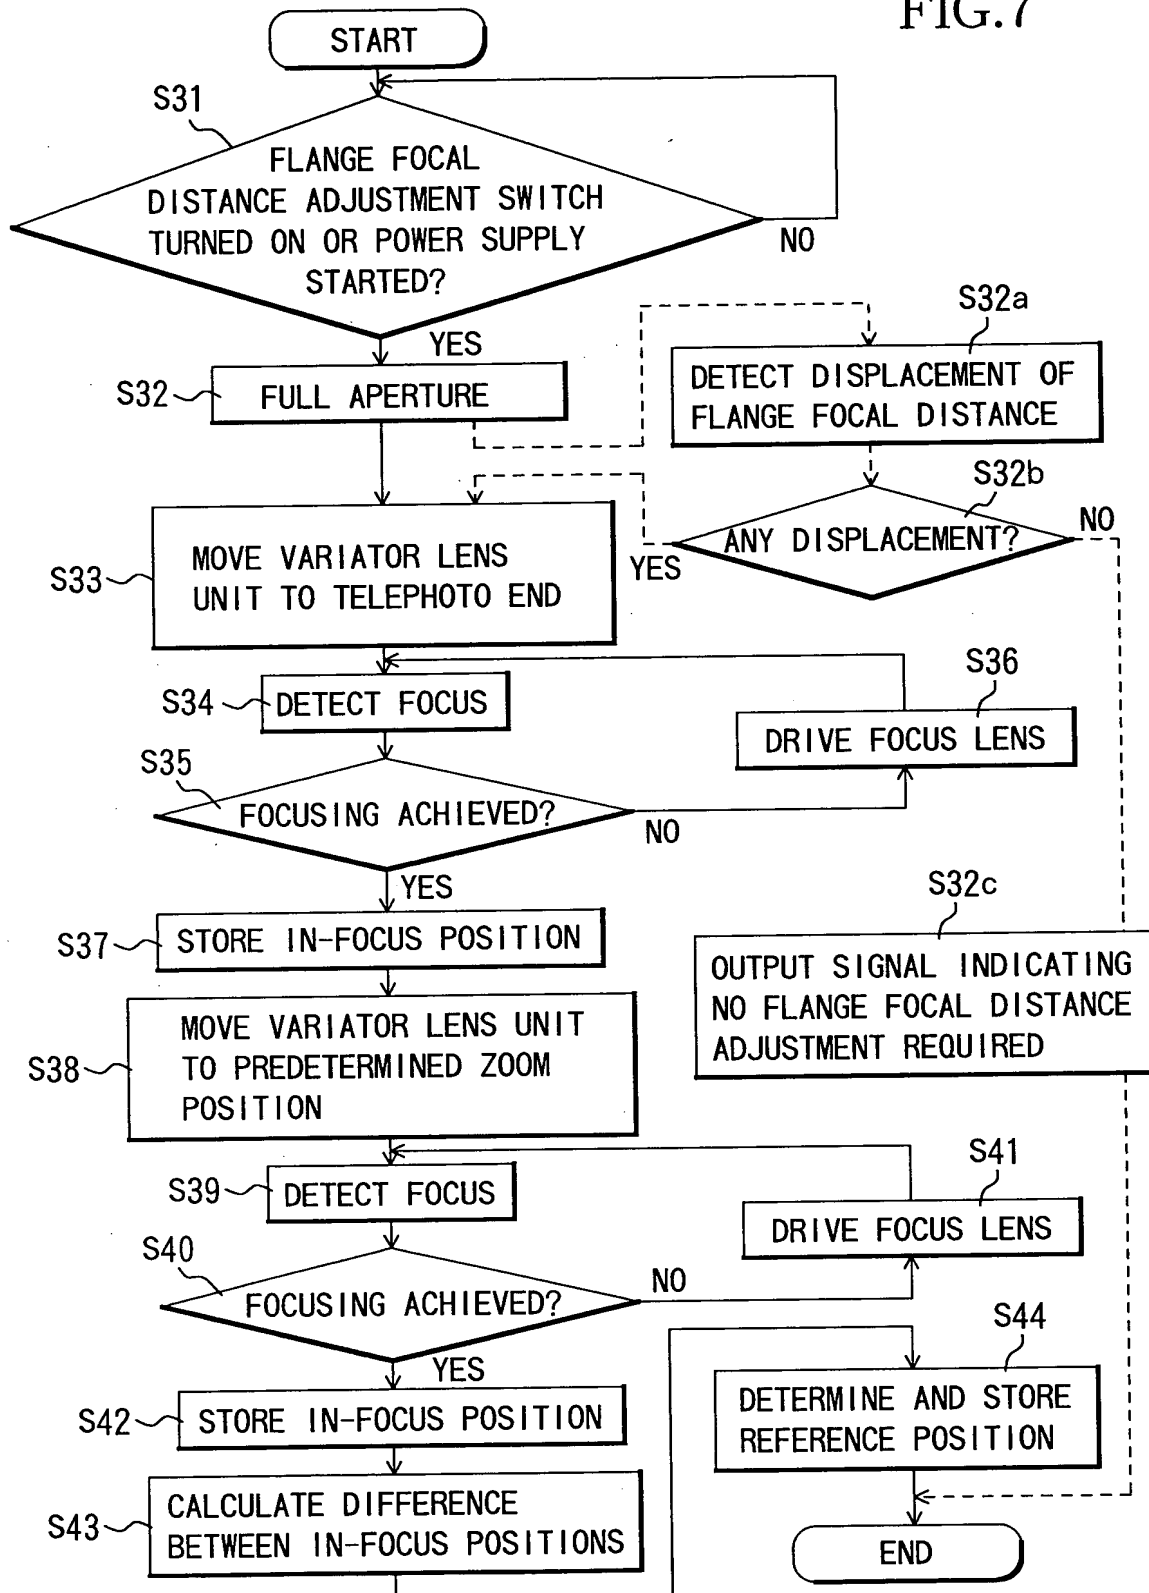 FIG.7
START
S31
FLANGE FOCAL
DISTANCE ADJUSTMENT SWITCH
TURNED ON OR POWER SUPPLY
STARTED?
NO
YES
S32
FULL APERTURE
S32a
DETECT DISPLACEMENT OF
FLANGE FOCAL DISTANCE
S32b
ANY DISPLACEMENT?
YES
NO
S33
MOVE VARIATOR LENS
UNIT TO TELEPHOTO END
S34
DETECT FOCUS
S36
DRIVE FOCUS LENS
S35
FOCUSING ACHIEVED?
NO
YES
S37
STORE IN-FOCUS POSITION
S32c
OUTPUT SIGNAL INDICATING
NO FLANGE FOCAL DISTANCE
ADJUSTMENT REQUIRED
S38
MOVE VARIATOR LENS UNIT
TO PREDETERMINED ZOOM
POSITION
S39
DETECT FOCUS
S41
DRIVE FOCUS LENS
S40
FOCUSING ACHIEVED?
NO
YES
S42
STORE IN-FOCUS POSITION
S43
CALCULATE DIFFERENCE
BETWEEN IN-FOCUS POSITIONS
S44
DETERMINE AND STORE
REFERENCE POSITION
END